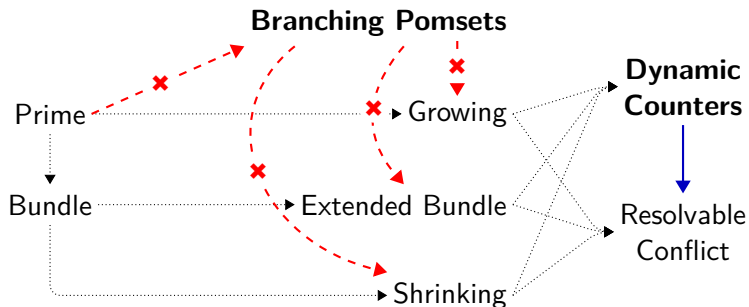 Branching Pomsets
Dynamic
Counters
Prime
Growing
Bundle
Extended Bundle
Resolvable
Conflict
Shrinking